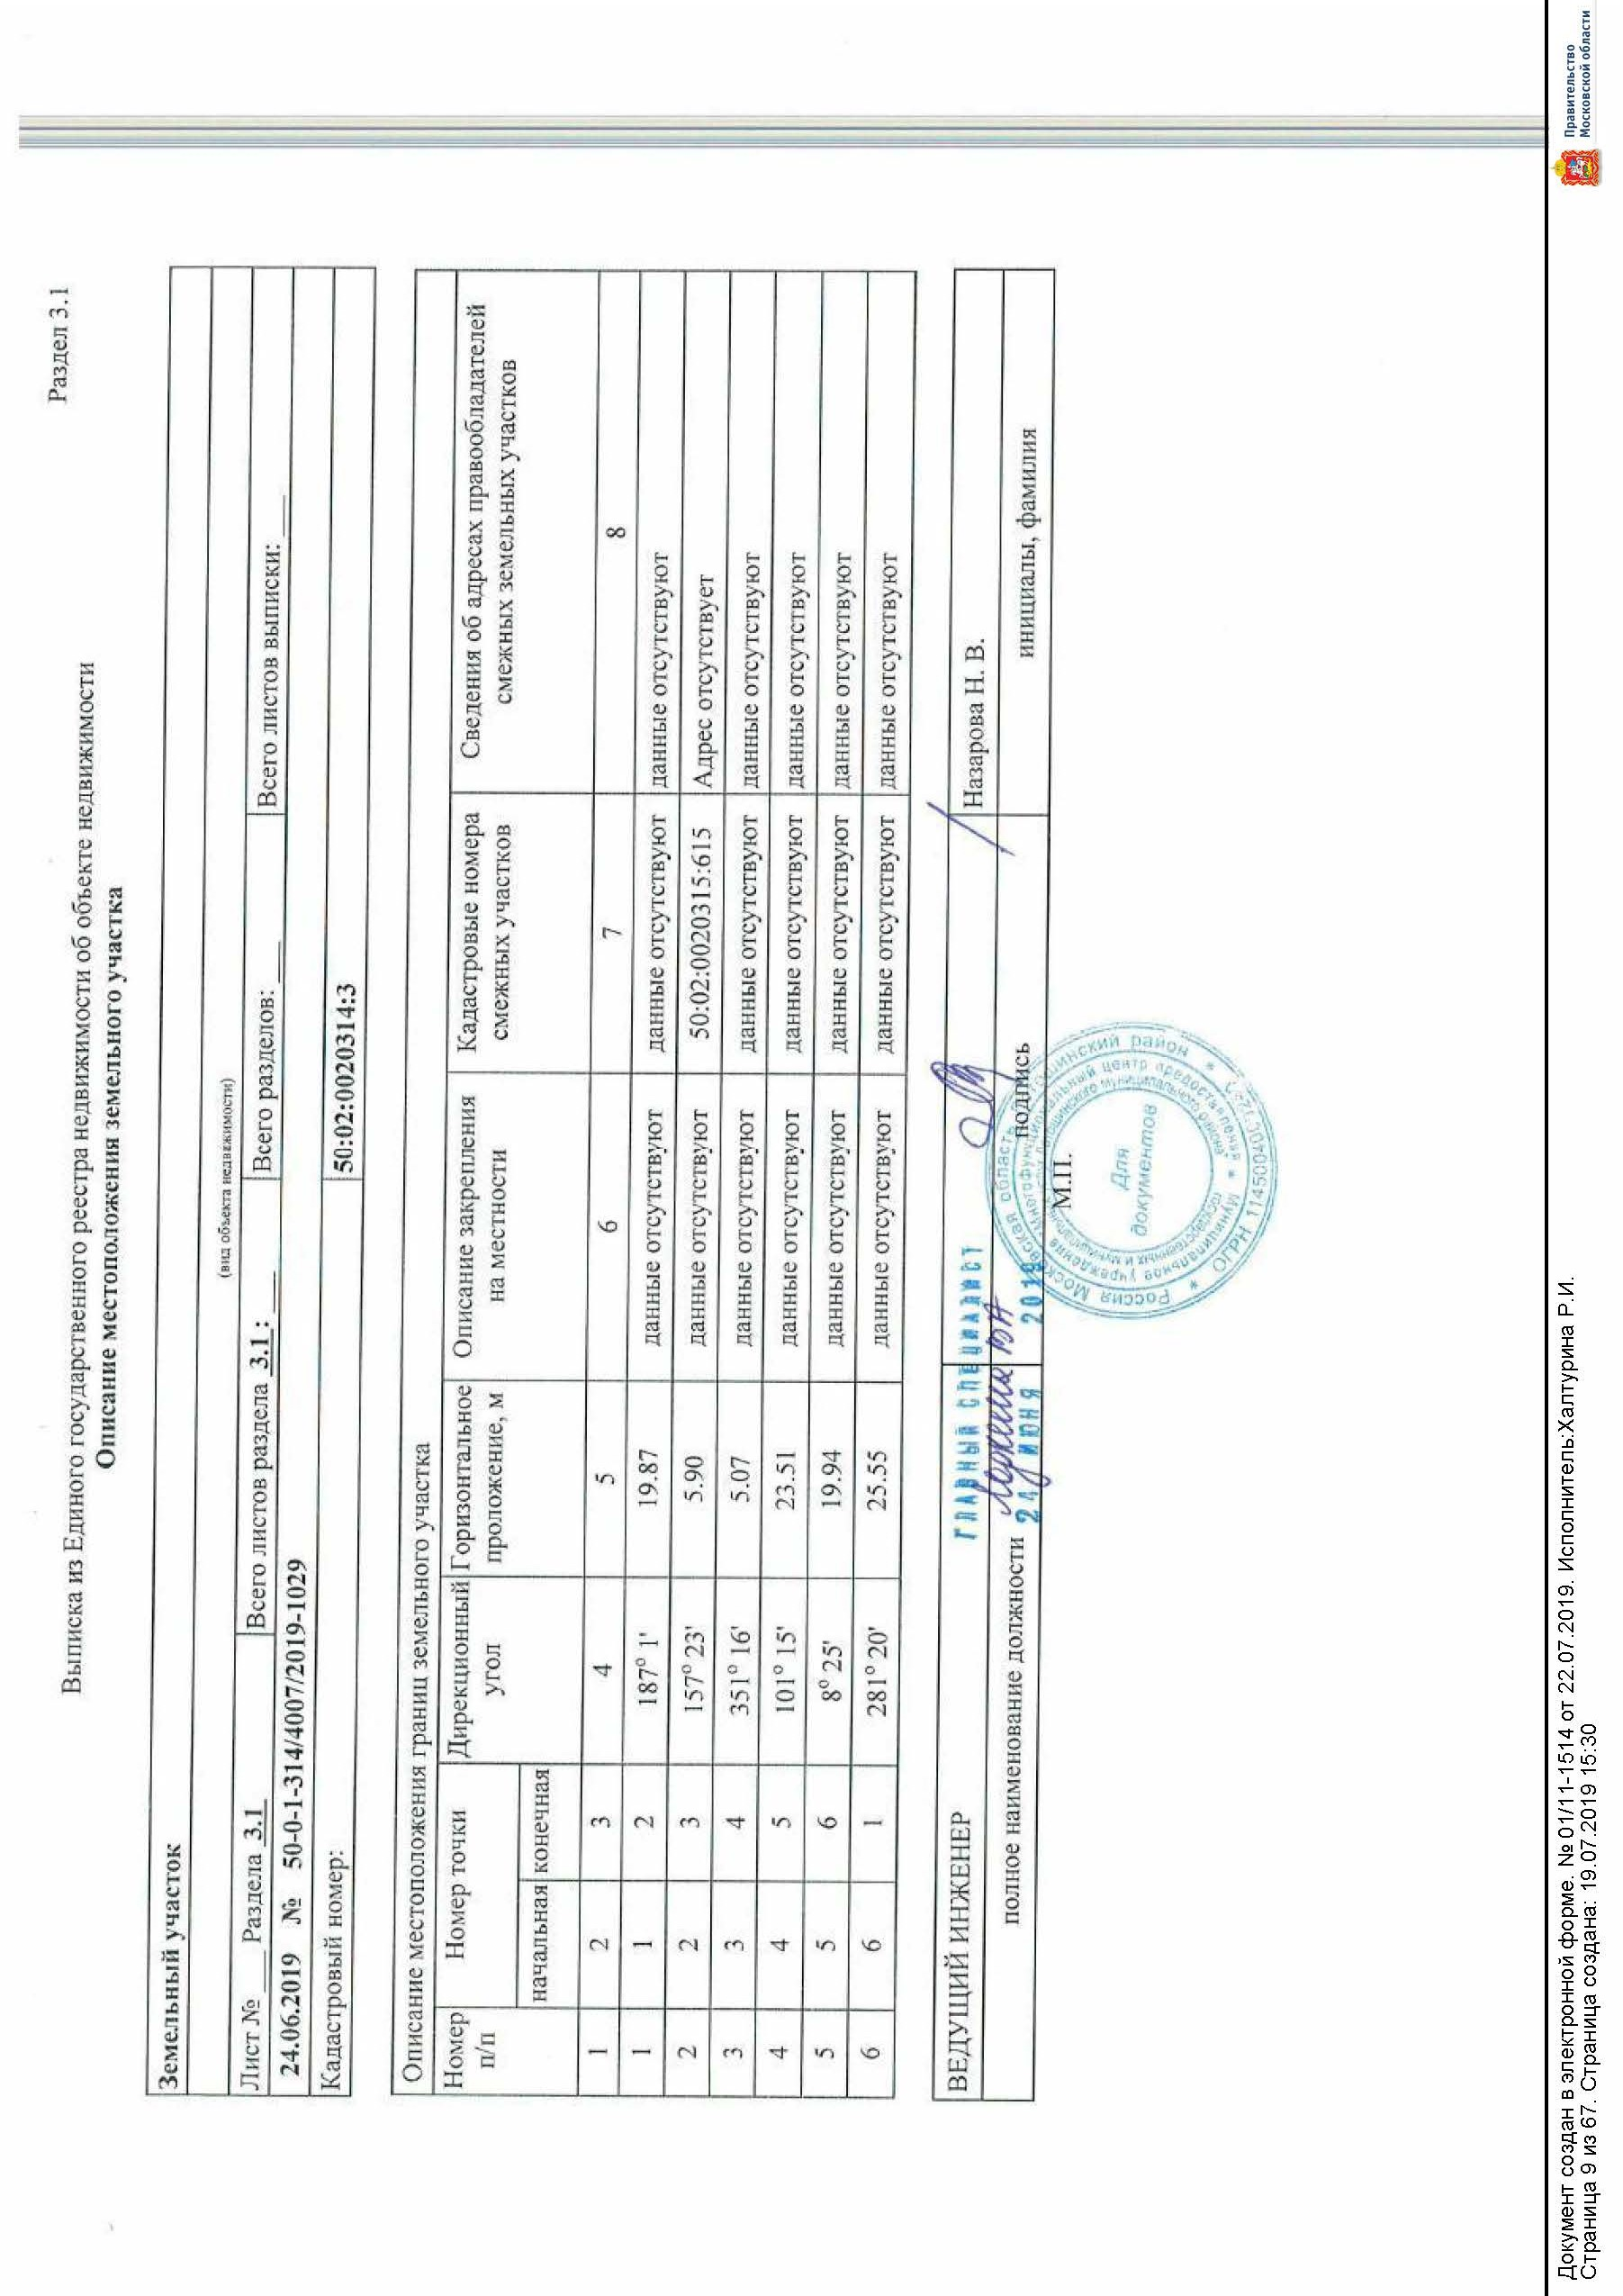 Раздел 3.1
Выписка из Единого государственного реестра недвижимости об объекте недвижимости
Описание местоположения земельного участка
Земельный участок
(вид объекта недвижимости)
Лист № ___ Раздела 3.1 Всего листов раздела 3.1 : ___ Всего разделов: ___ Всего листов выписки: ___
24.06.2019 № 50-0-1-314/4007/2019-1029
Кадастровый номер: 50:02:0020314:3
Описание местоположения границ земельного участка
Номер п/п Номер точки Дирекционный угол Горизонтальное проложение, м Описание закрепления на местности Кадастровые номера смежных участков Сведения об адресах правообладателей смежных земельных участков
начальная конечная
1 2 3 4 5 6 7 8
1 1 2 187° 1' 19.87 данные отсутствуют данные отсутствуют данные отсутствуют
2 2 3 157° 23' 5.90 данные отсутствуют 50:02:0020315:615 Адрес отсутствует
3 3 4 351° 16' 5.07 данные отсутствуют данные отсутствуют данные отсутствуют
4 4 5 101° 15' 23.51 данные отсутствуют данные отсутствуют данные отсутствуют
5 5 6 8° 25' 19.94 данные отсутствуют данные отсутствуют данные отсутствуют
6 6 1 281° 20' 25.55 данные отсутствуют данные отсутствуют данные отсутствуют
ВЕДУЩИЙ ИНЖЕНЕР Назарова Н. В.
ГЛАВНЫЙ СПЕЦИАЛИСТ
полное наименование должности подпись инициалы, фамилия
24 ИЮНЯ 2019
М.П.
Для
документов
Документ создан в электронной форме. № 01/11-1514 от 22.07.2019. Исполнитель:Халтурина Р.И.
Страница 9 из 67. Страница создана: 19.07.2019 15:30
Правительство
Московской области